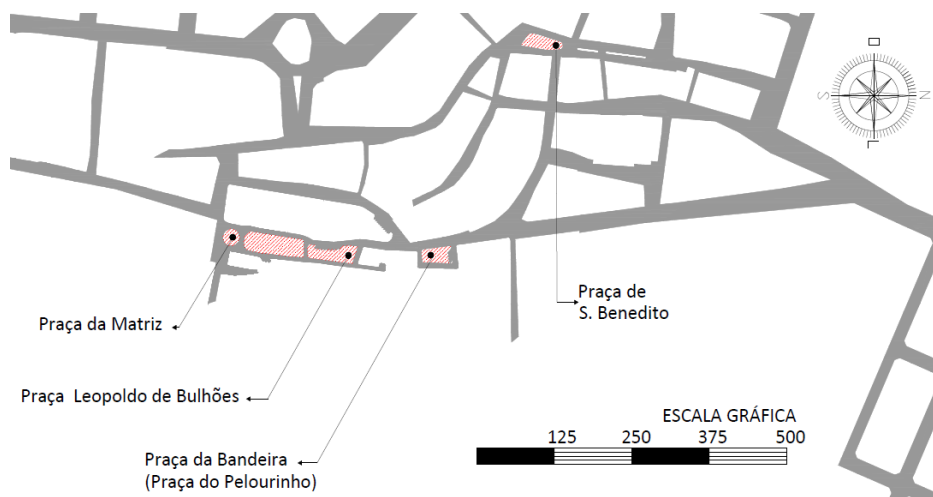 O
S
N
L
Praça de
S. Benedito
Praça da Matriz
Praça Leopoldo de Bulhões
ESCALA GRÁFICA
125 250 375 500
Praça da Bandeira
(Praça do Pelourinho)